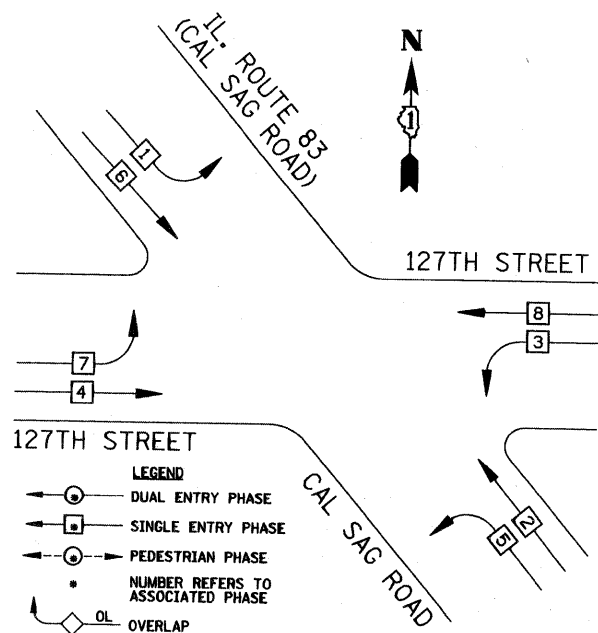 IL. ROUTE 83
(CAL SAG ROAD)
N
1
1
6
127TH STREET
8
3
7
4
127TH STREET
2
5
CAL SAG ROAD
LEGEND
* DUAL ENTRY PHASE
* SINGLE ENTRY PHASE
* PEDESTRIAN PHASE
* NUMBER REFERS TO
ASSOCIATED PHASE
OL OVERLAP